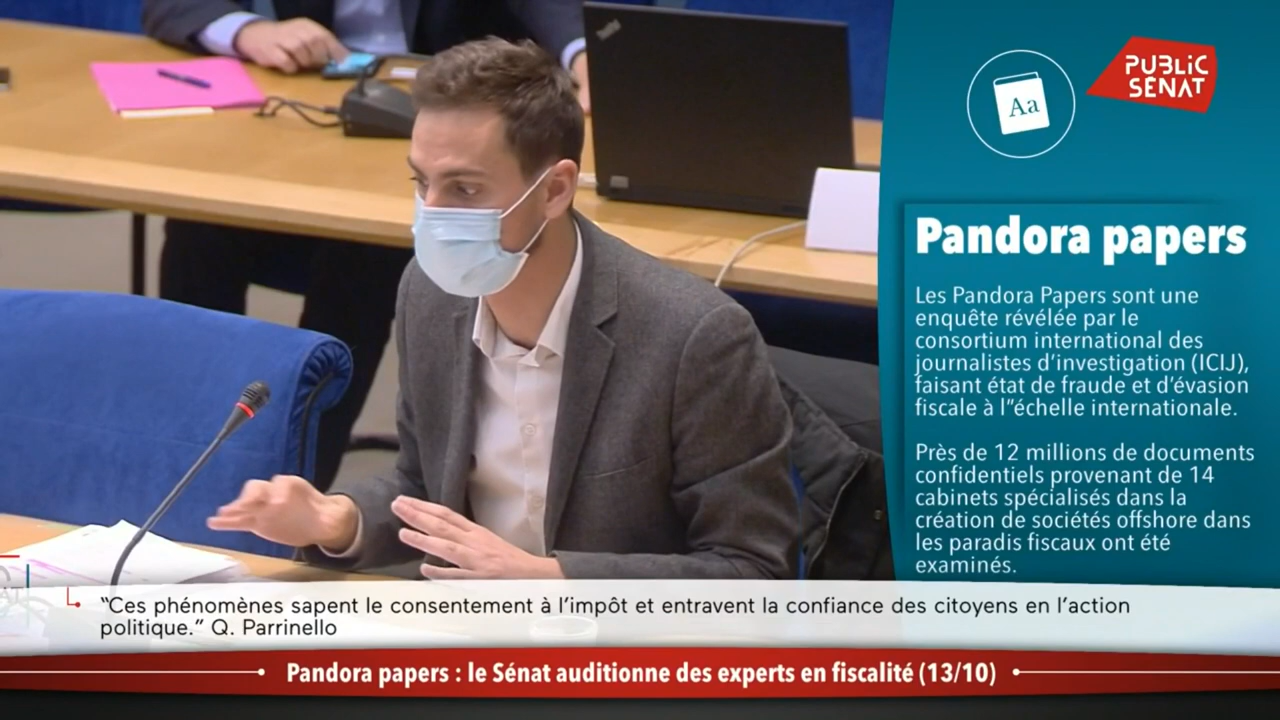 Aa
PUBLiC
SÉNAT
Pandora papers
Les Pandora Papers sont une
enquête révélée par le
consortium international des
journalistes d’investigation (ICIJ),
faisant état de fraude et d’évasion
fiscale à l’’échelle internationale.
Près de 12 millions de documents
confidentiels provenant de 14
cabinets spécialisés dans la
création de sociétés offshore dans
les paradis fiscaux ont été
examinés.
“Ces phénomènes sapent le consentement à l’impôt et entravent la confiance des citoyens en l’action
politique.” Q. Parrinello
Pandora papers : le Sénat auditionne des experts en fiscalité (13/10)